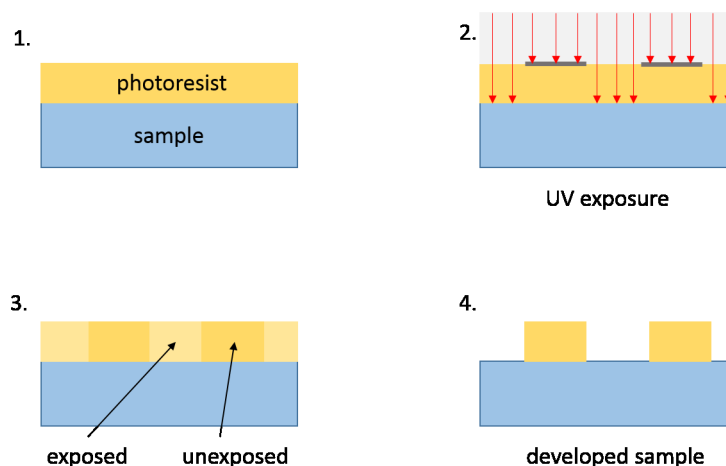 1.
photoresist
sample
2.
UV exposure
3.
exposed
unexposed
4.
developed sample